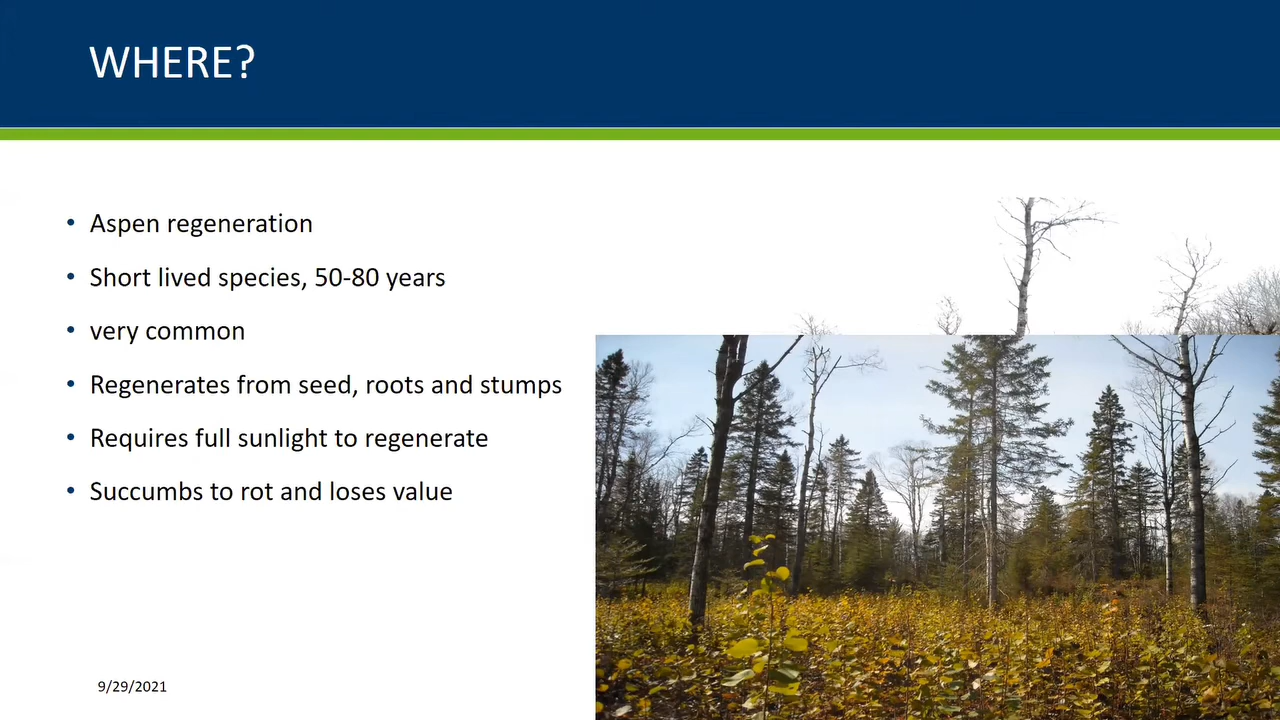 WHERE?
• Aspen regeneration
• Short lived species, 50-80 years
• very common
• Regenerates from seed, roots and stumps
• Requires full sunlight to regenerate
• Succumbs to rot and loses value
9/29/2021